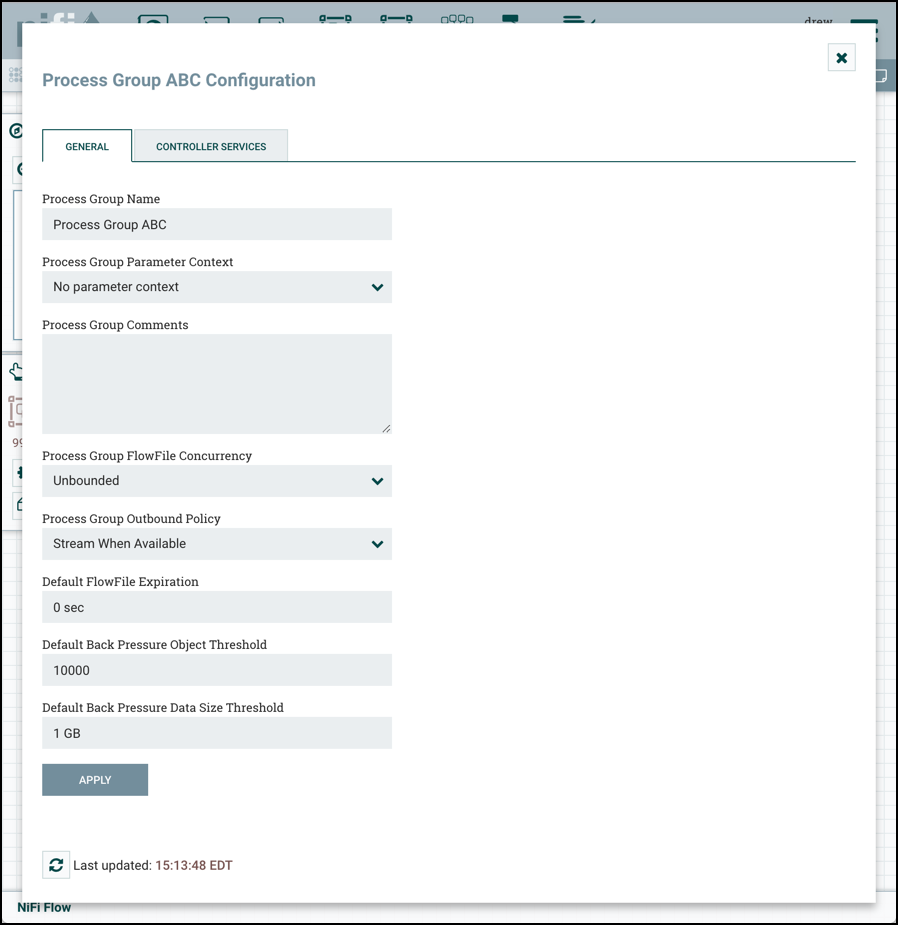 nifi
drew
Process Group ABC Configuration
GENERAL
CONTROLLER SERVICES
Process Group Name
Process Group ABC
Process Group Parameter Context
No parameter context
Process Group Comments
Process Group FlowFile Concurrency
Unbounded
Process Group Outbound Policy
Stream When Available
Default FlowFile Expiration
0 sec
Default Back Pressure Object Threshold
10000
Default Back Pressure Data Size Threshold
1 GB
APPLY
Last updated: 15:13:48 EDT
NiFi Flow